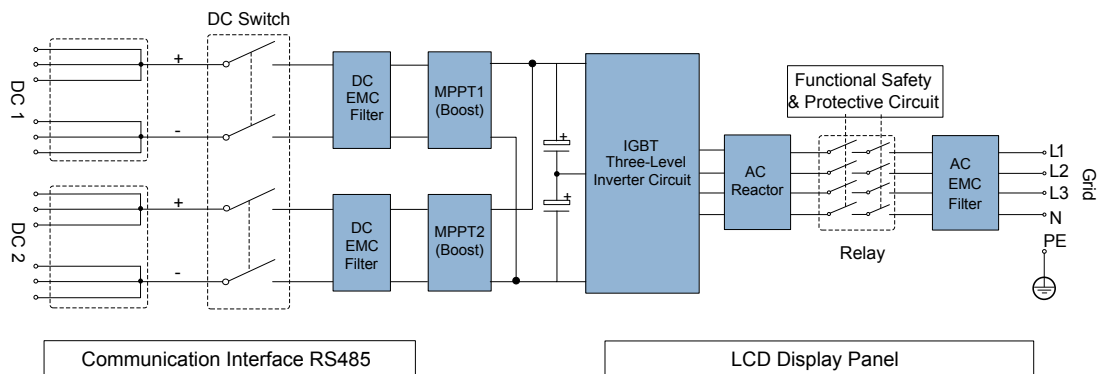 DC Switch
DC 1
+
-
DC
EMC
Filter
MPPT1
(Boost)
+
+
IGBT
Three-Level
Inverter Circuit
Functional Safety
& Protective Circuit
AC
Reactor
Relay
AC
EMC
Filter
L1
L2
L3
N
Grid
PE
DC 2
+
-
DC
EMC
Filter
MPPT2
(Boost)
Communication Interface RS485
LCD Display Panel